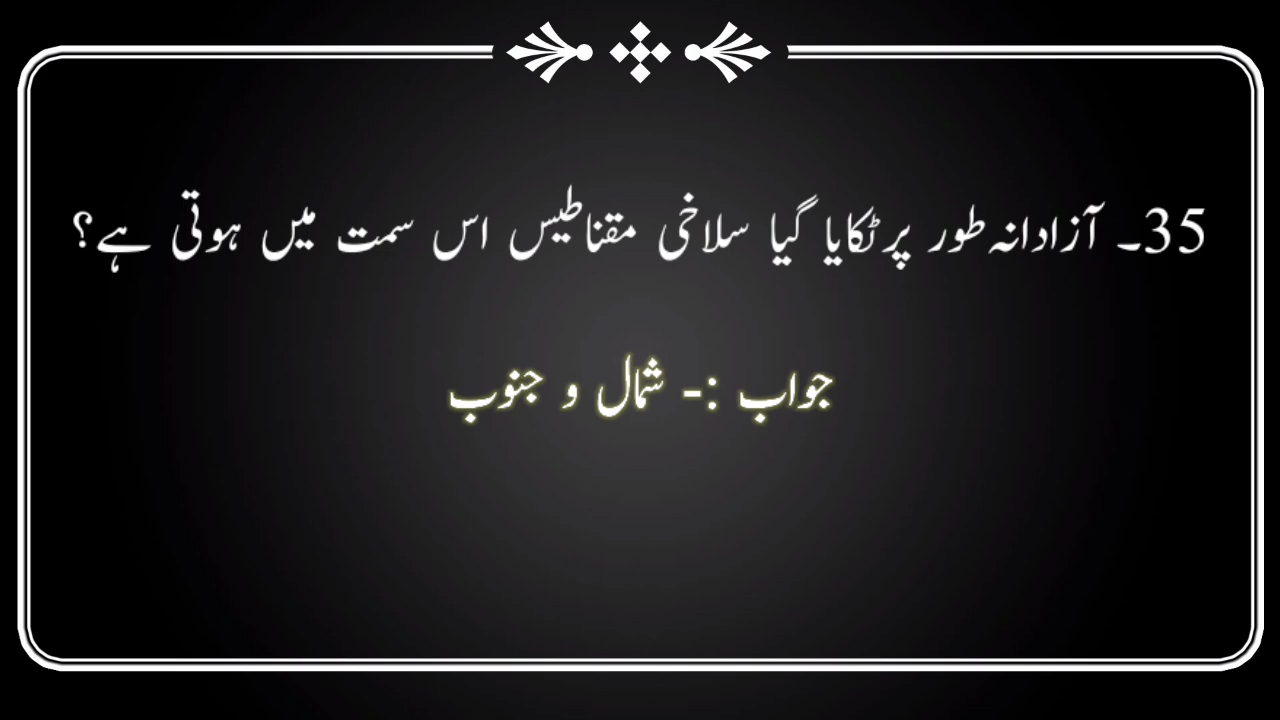 35۔ آزادانہ طور پر ٹکایا گیا سلاخی مقناطیس اس سمت میں ہوتی ہے؟
جواب :- شمال و جنوب